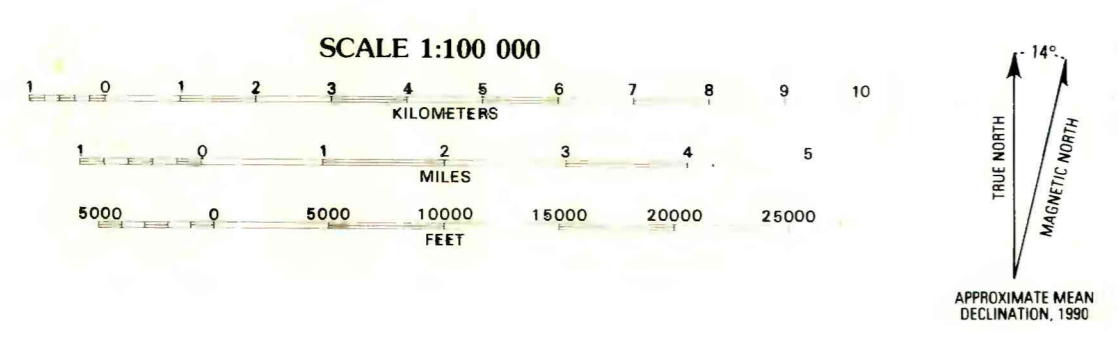 SCALE 1:100 000
1 0 1 2 3 4 5 6 7 8 9 10
KILOMETERS
1 0 1 2 3 4 5
MILES
5000 0 5000 10000 15000 20000 25000
FEET
14°
TRUE NORTH
MAGNETIC NORTH
APPROXIMATE MEAN
DECLINATION, 1990